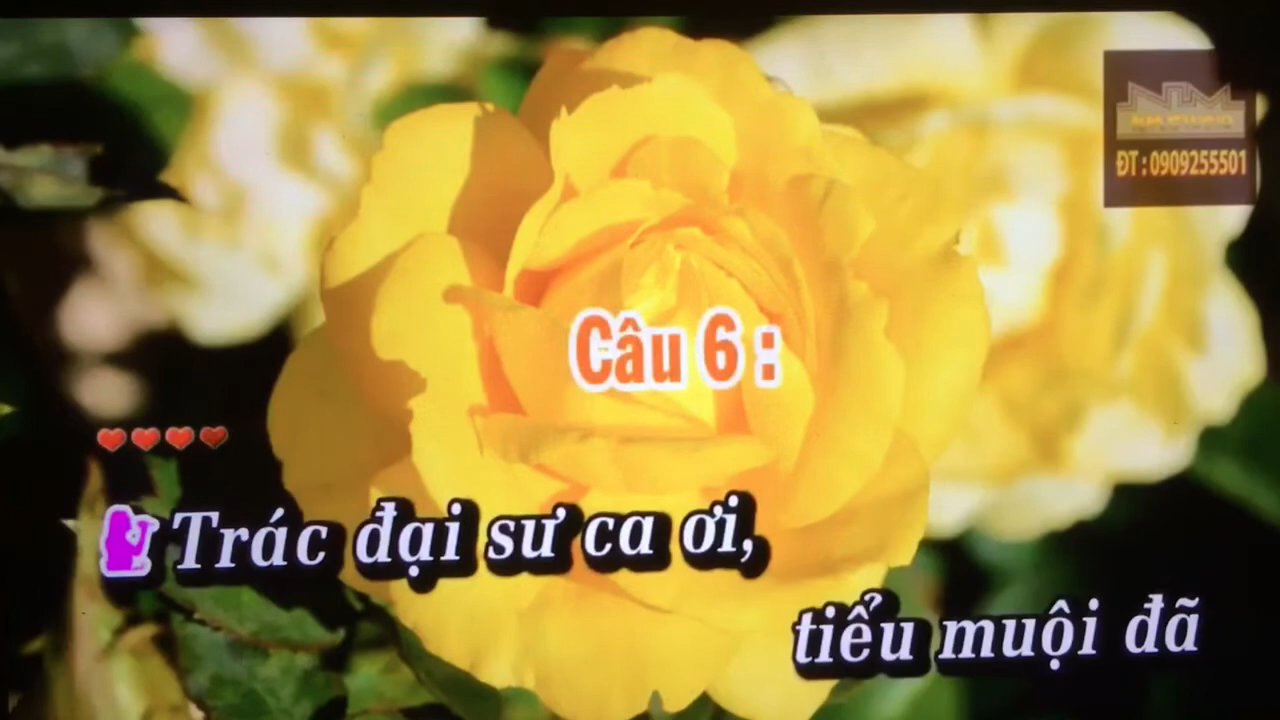 ĐT : 0909255501
Câu 6 :
Trác đại sư ca ơi,
tiểu muội đã